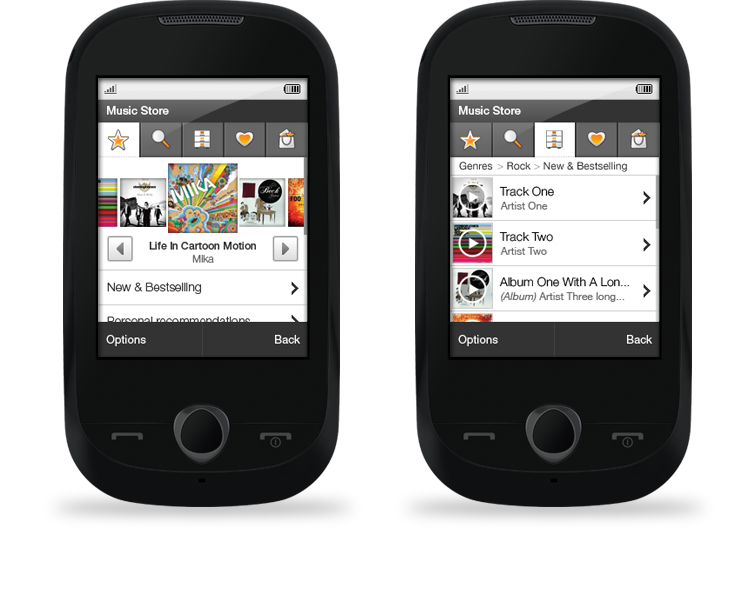 Music Store
MIKA
Beck
FOO
Life In Cartoon Motion
Mika
New & Bestselling
Personal recommendations
Options
Back
Music Store
Genres > Rock > New & Bestselling
Track One
Artist One
Track Two
Artist Two
Album One With A Lon...
(Album) Artist Three long...
Options
Back